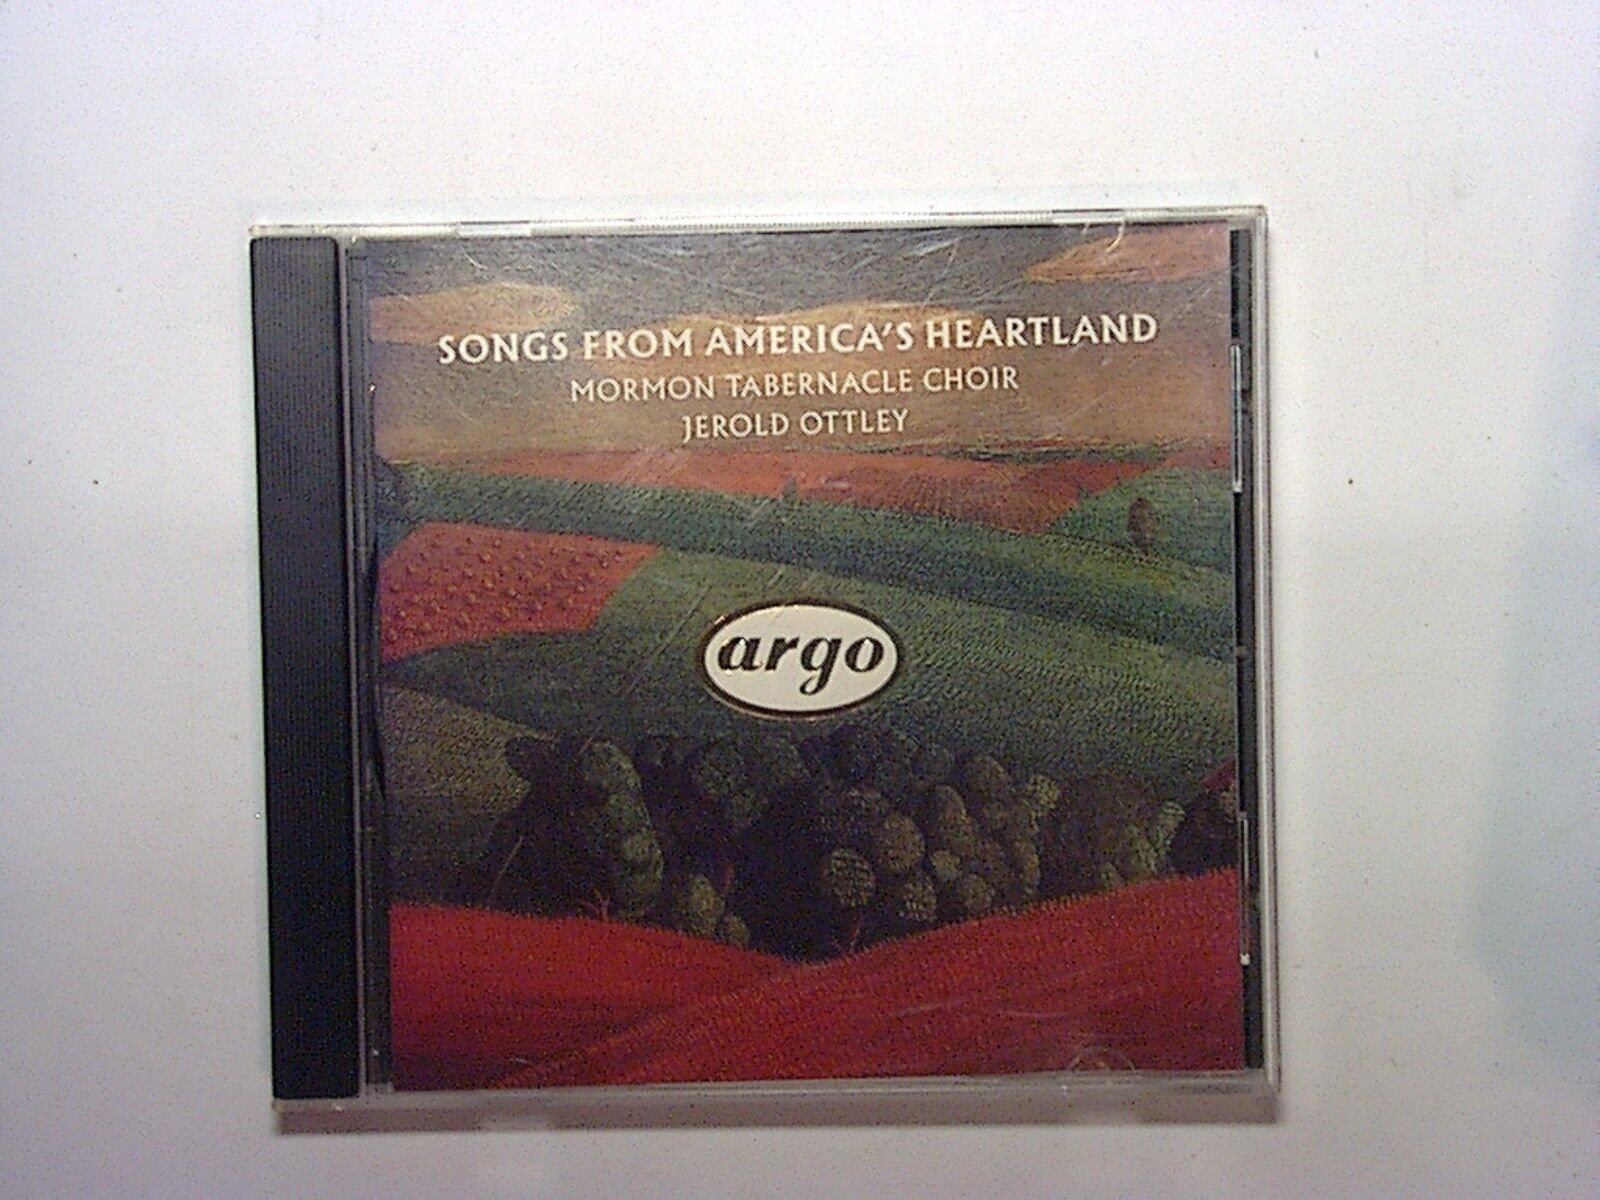 SONGS FROM AMERICA'S HEARTLAND
MORMON TABERNACLE CHOIR
JEROLD OTTLEY
argo